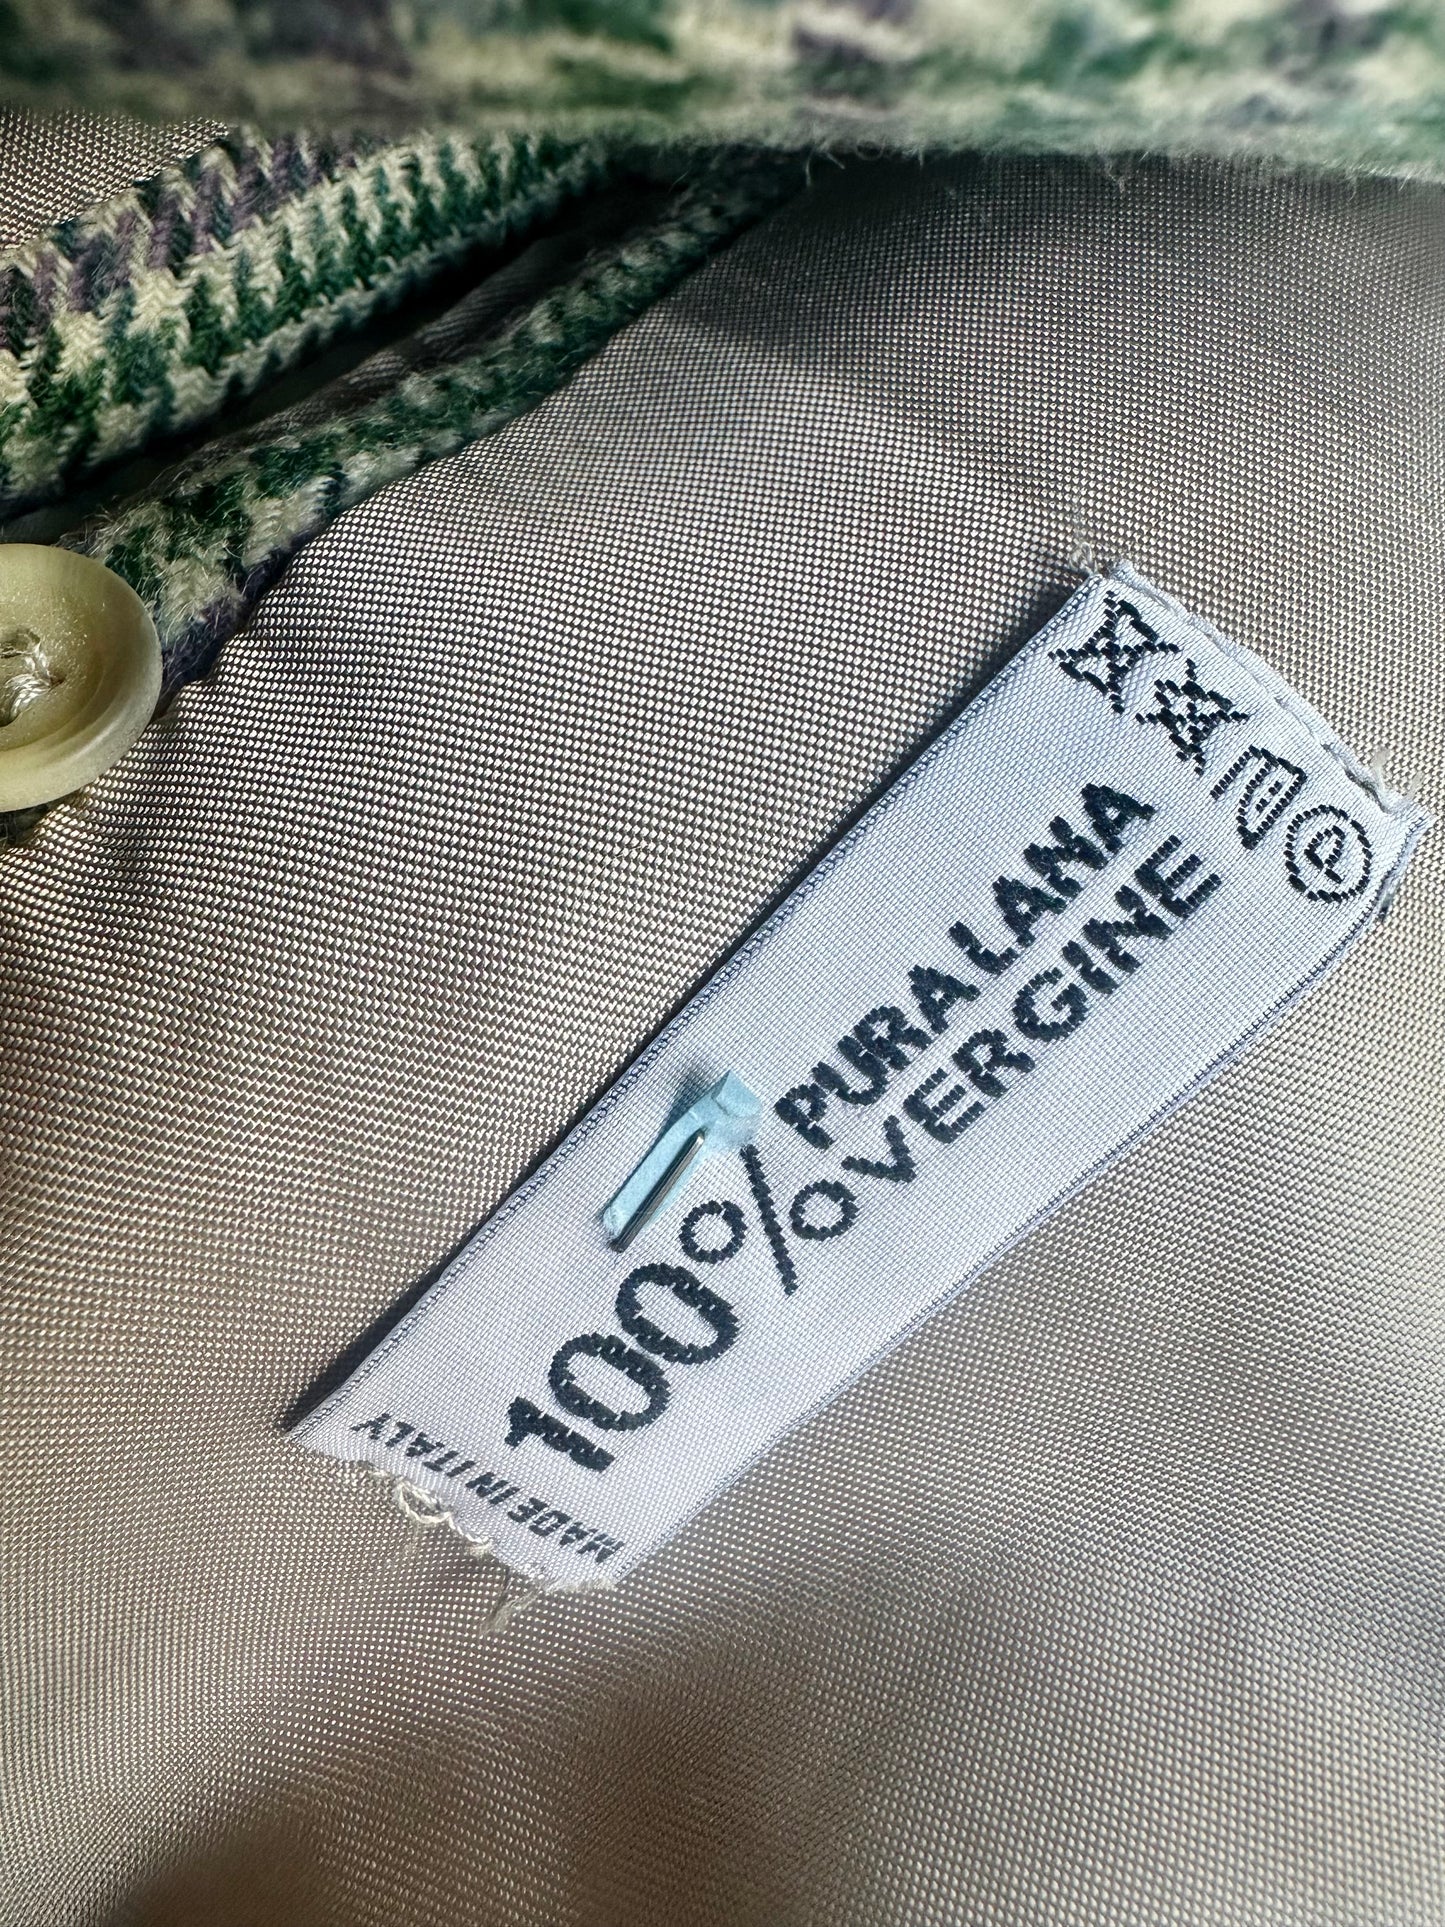 100% PURA LANA
VERGINE
MADE IN ITALY
P